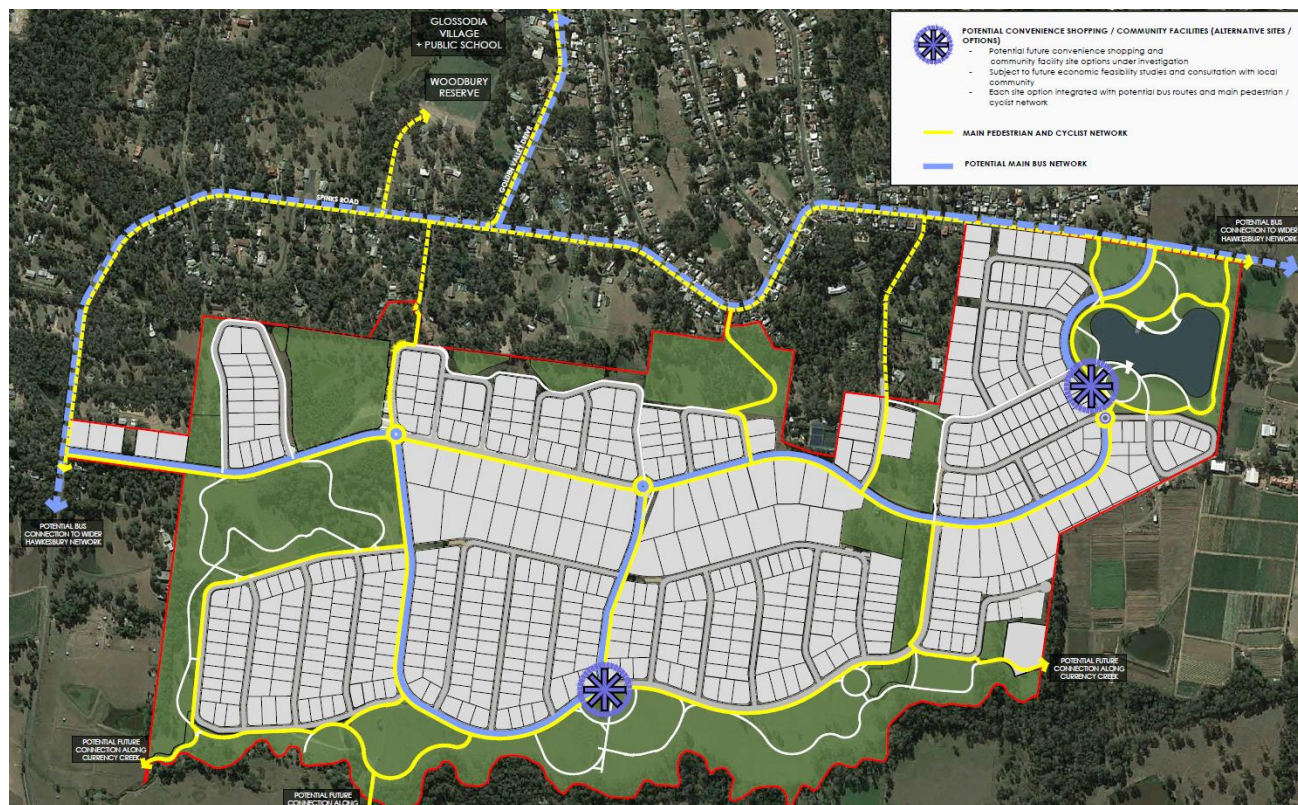 GLOSSODIA
VILLAGE
+ PUBLIC SCHOOL
WOODBURY
RESERVE
GOLDEN VALLEY DRIVE
SPINKS ROAD
POTENTIAL CONVENIENCE SHOPPING / COMMUNITY FACILITIES (ALTERNATIVE SITES /
OPTIONS)
- Potential future convenience shopping and
community facility site options under investigation
- Subject to future economic feasibility studies and consultation with local
community
- Each site option integrated with potential bus routes and main pedestrian /
cyclist network
MAIN PEDESTRIAN AND CYCLIST NETWORK
POTENTIAL MAIN BUS NETWORK
POTENTIAL BUS
CONNECTION TO WIDER
HAWKESBURY NETWORK
POTENTIAL BUS
CONNECTION TO WIDER
HAWKESBURY NETWORK
POTENTIAL FUTURE
CONNECTION ALONG
CURRENCY CREEK
POTENTIAL FUTURE
CONNECTION ALONG
CURRENCY CREEK
POTENTIAL FUTURE
CONNECTION ALONG